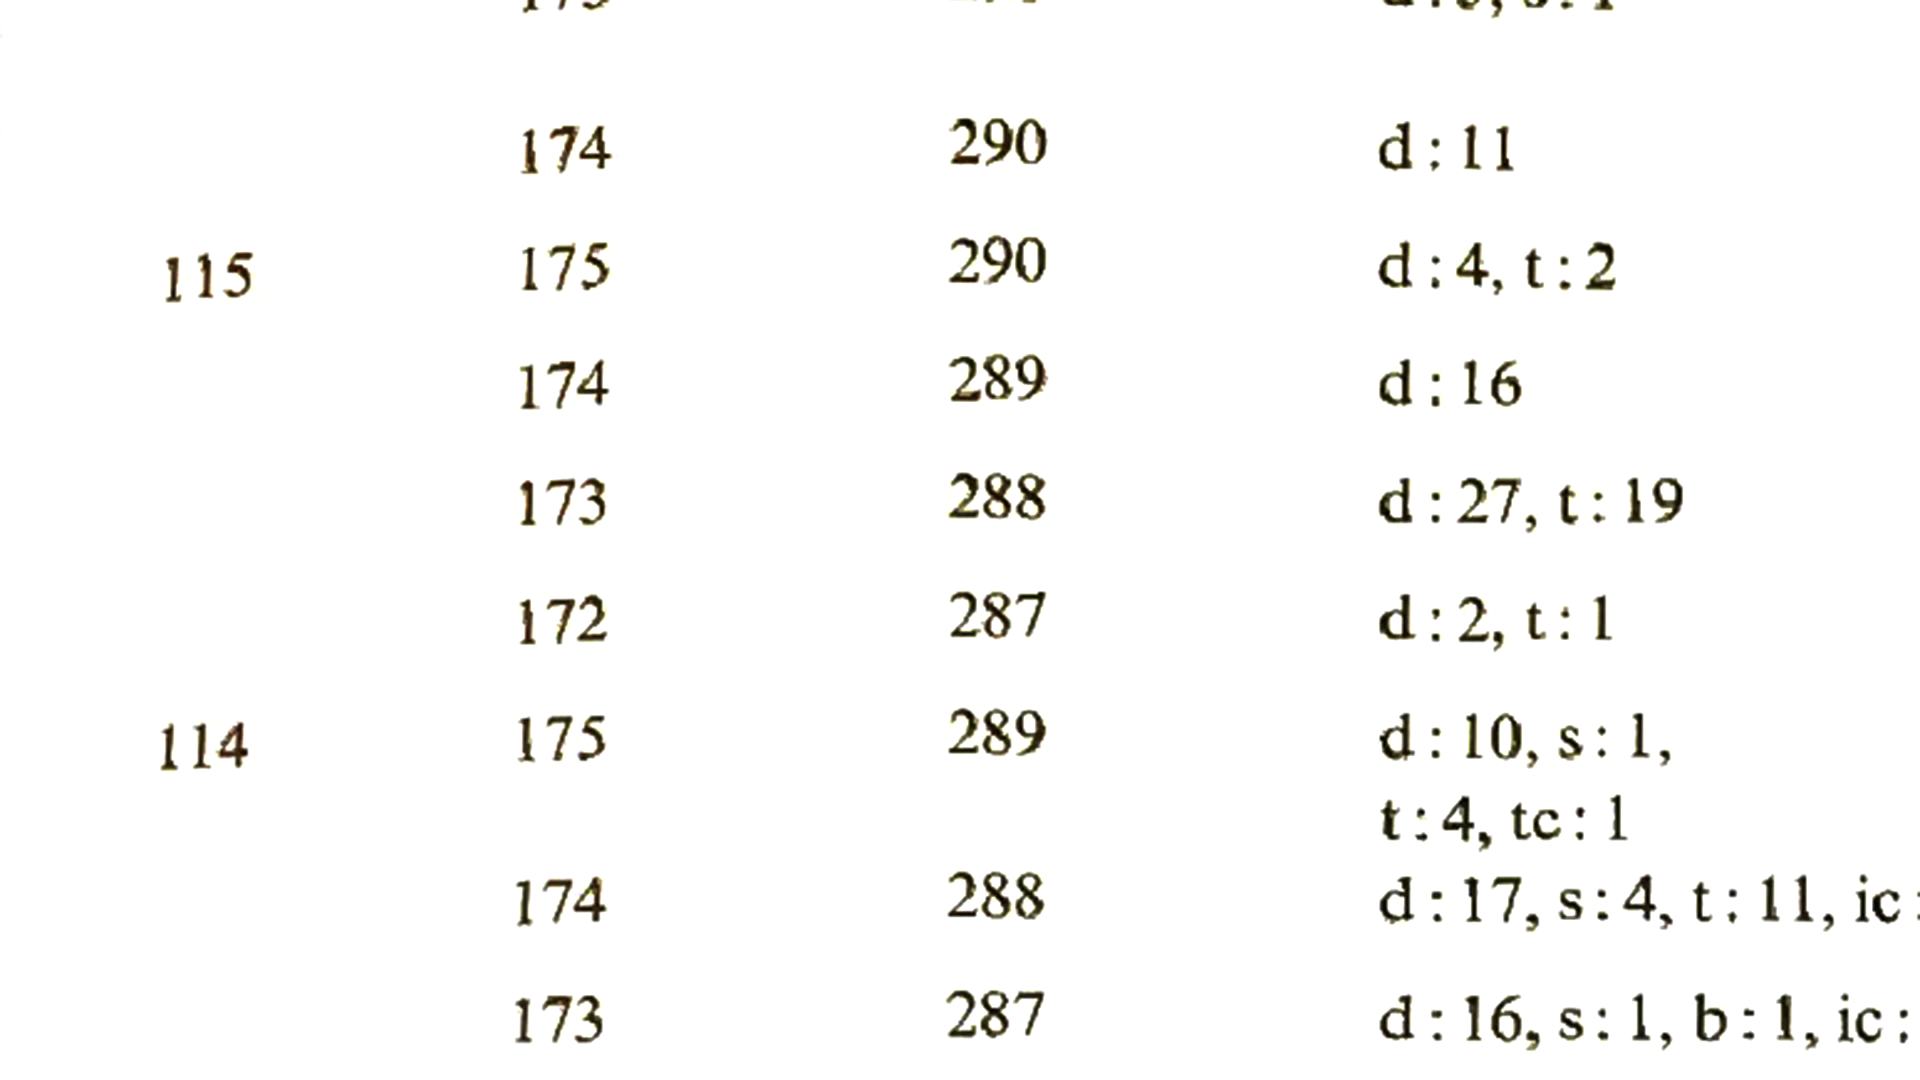 174 290 d : 11
115 175 290 d : 4, t : 2
174 289 d : 16
173 288 d : 27, t : 19
172 287 d : 2, t : 1
114 175 289 d : 10, s : 1,
t : 4, tc : 1
174 288 d : 17, s : 4, t : 11, ic :
173 287 d : 16, s : 1, b : 1, ic :